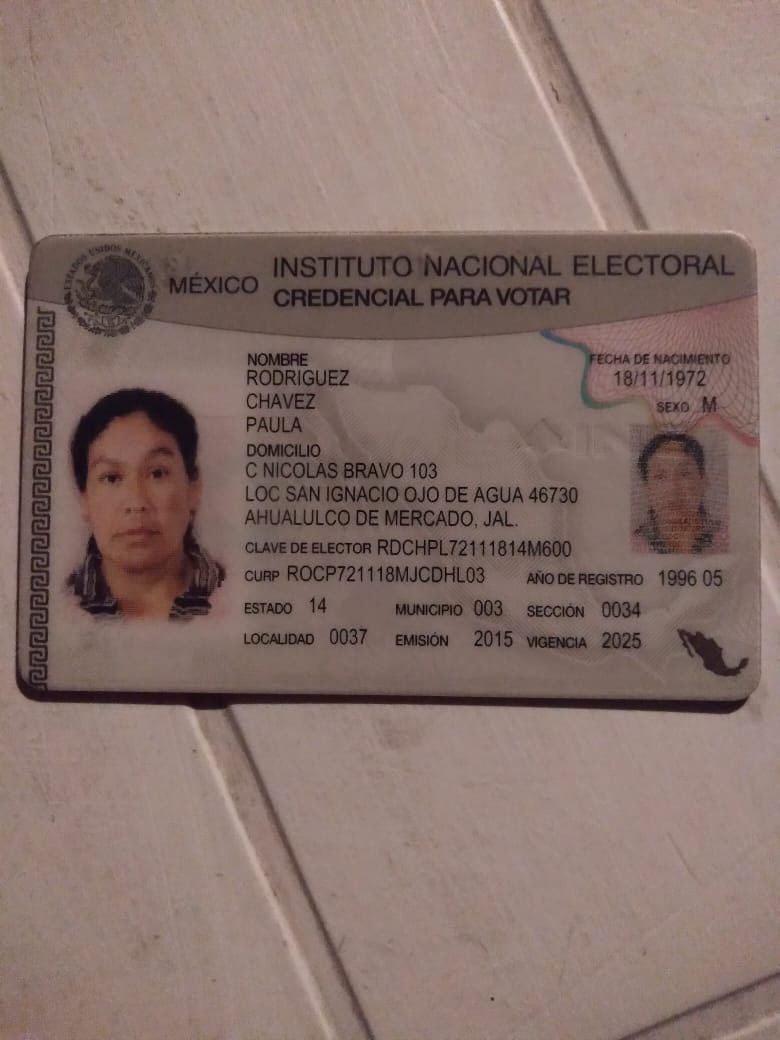 ESTADOS UNIDOS MEXICANOS
MÉXICO
INSTITUTO NACIONAL ELECTORAL
CREDENCIAL PARA VOTAR
NOMBRE
RODRIGUEZ
CHAVEZ
PAULA
FECHA DE NACIMIENTO
18/11/1972
SEXO M
DOMICILIO
C NICOLAS BRAVO 103
LOC SAN IGNACIO OJO DE AGUA 46730
AHUALULCO DE MERCADO, JAL.
CLAVE DE ELECTOR RDCHPL72111814M600
CURP ROCP721118MJCDHL03 AÑO DE REGISTRO 1996 05
ESTADO 14 MUNICIPIO 003 SECCIÓN 0034
LOCALIDAD 0037 EMISIÓN 2015 VIGENCIA 2025